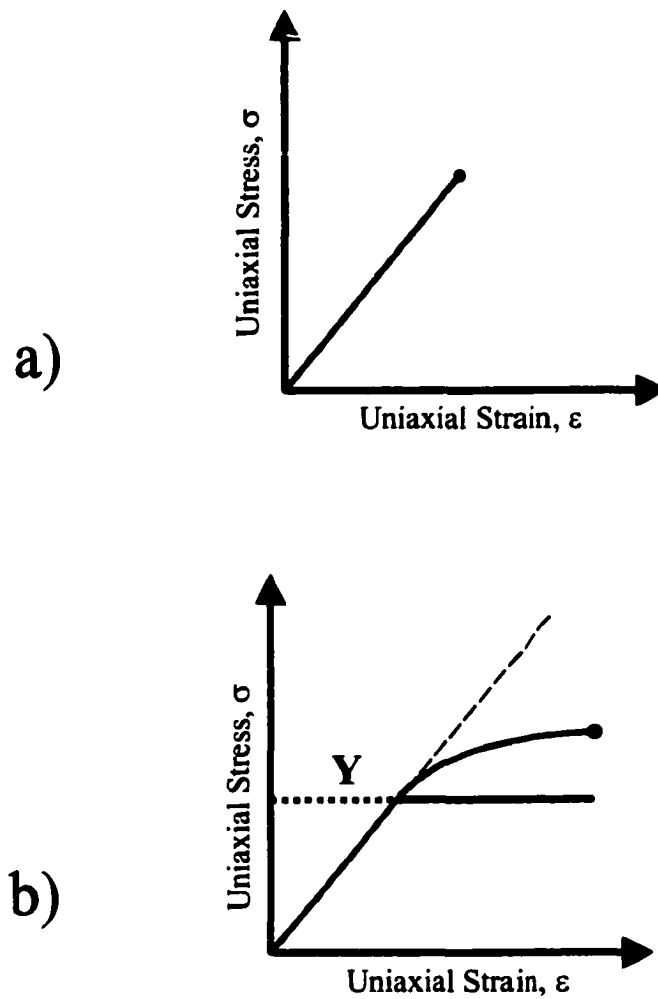 Uniaxial Stress, σ
a)
Uniaxial Strain, ε
Uniaxial Stress, σ
Y
b)
Uniaxial Strain, ε